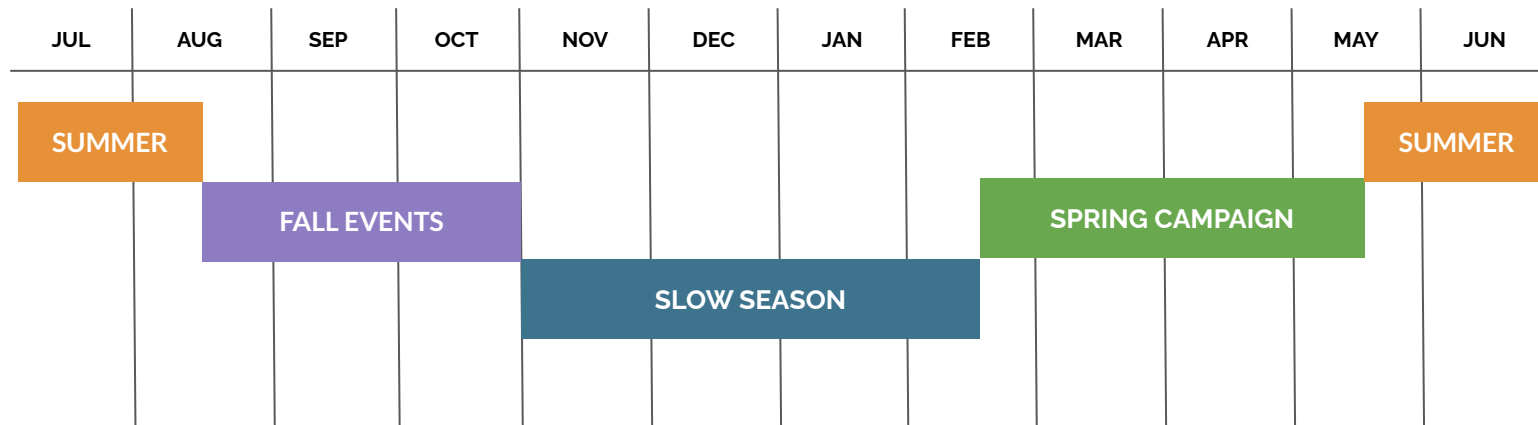 JUL AUG SEP OCT NOV DEC JAN FEB MAR APR MAY JUN
SUMMER SUMMER
FALL EVENTS SPRING CAMPAIGN
SLOW SEASON